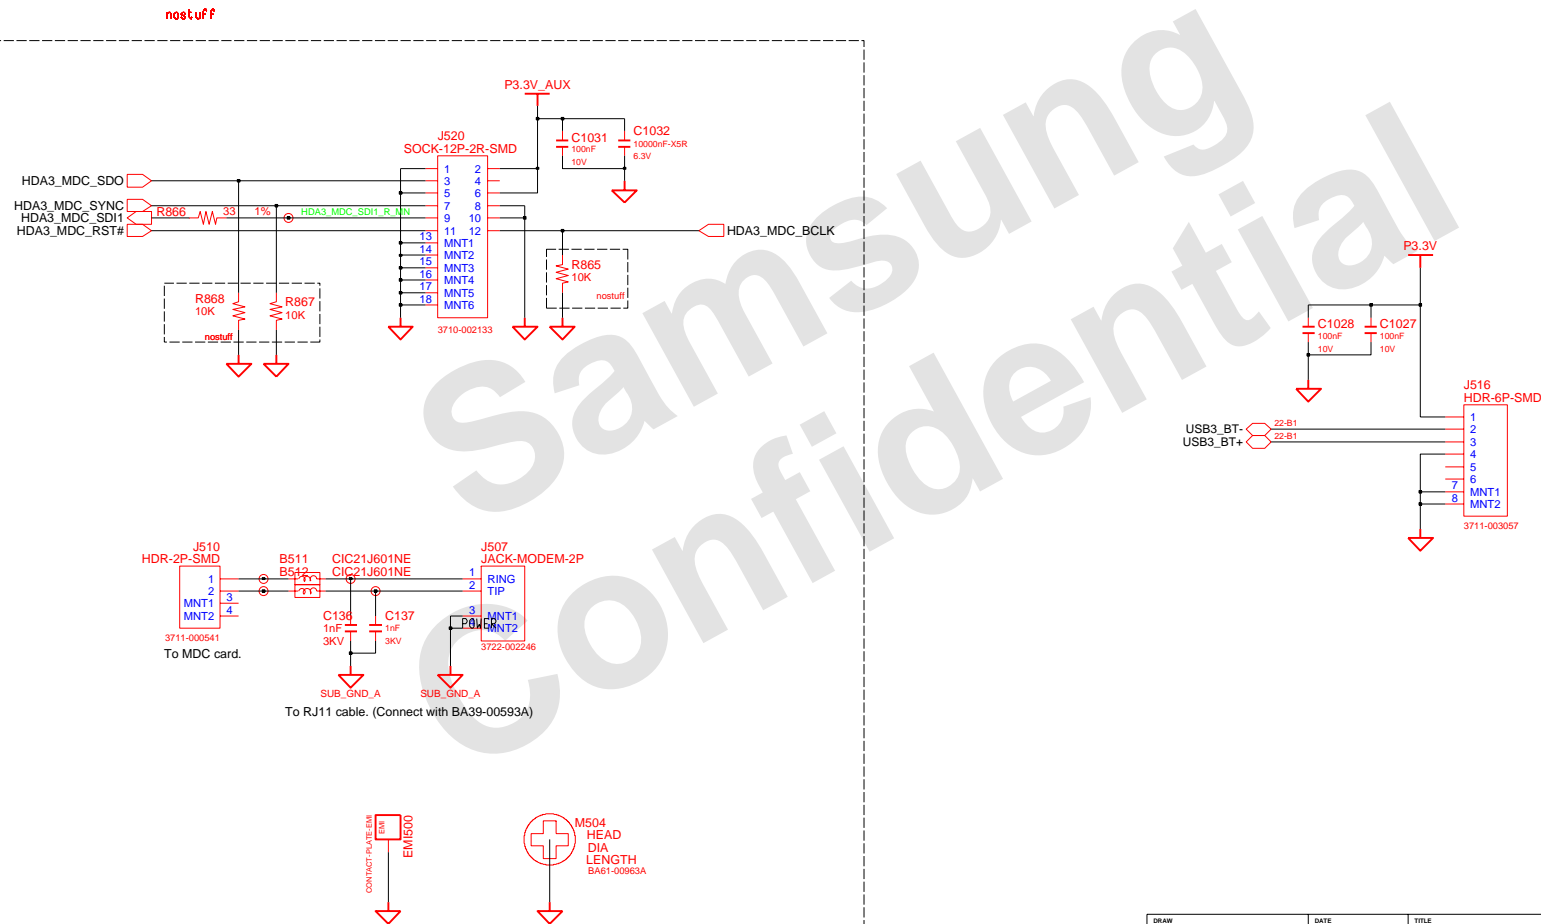 nostuff
P3.3V_AUX
J520
SOCK-12P-2R-SMD
C1031
100nF
10V
C1032
10000nF-X5R
6.3V
HDA3_MDC_SDO
HDA3_MDC_SYNC
HDA3_MDC_SDI1
HDA3_MDC_RST#
R866
33
1%
HDA3_MDC_SDI1_R_MN
1 2
3 4
5 6
7 8
9 10
11 12
13 MNT1
14 MNT2
15 MNT3
16 MNT4
17 MNT5
18 MNT6
3710-002133
HDA3_MDC_BCLK
R865
10K
nostuff
R868
10K
R867
10K
nostuff
Samsung
Confidential
P3.3V
C1028
100nF
10V
C1027
100nF
10V
J516
HDR-6P-SMD
USB3_BT-
22-B1
USB3_BT+
22-B1
1
2
3
4
5
6
7 MNT1
8 MNT2
3711-003057
J510
HDR-2P-SMD
1
2
MNT1 3
MNT2 4
3711-000541
To MDC card.
B511
CIC21J601NE
B512
CIC21J601NE
J507
JACK-MODEM-2P
1 RING
2 TIP
3 MNT1
4 MNT2
POWER
3722-002246
C136
1nF
3KV
C137
1nF
3KV
SUB_GND_A
SUB_GND_A
To RJ11 cable. (Connect with BA39-00593A)
CONTACT-PLATE-EMI
EMI
EMI500
M504
HEAD
DIA
LENGTH
BA61-00963A
DRAW
DATE
TITLE